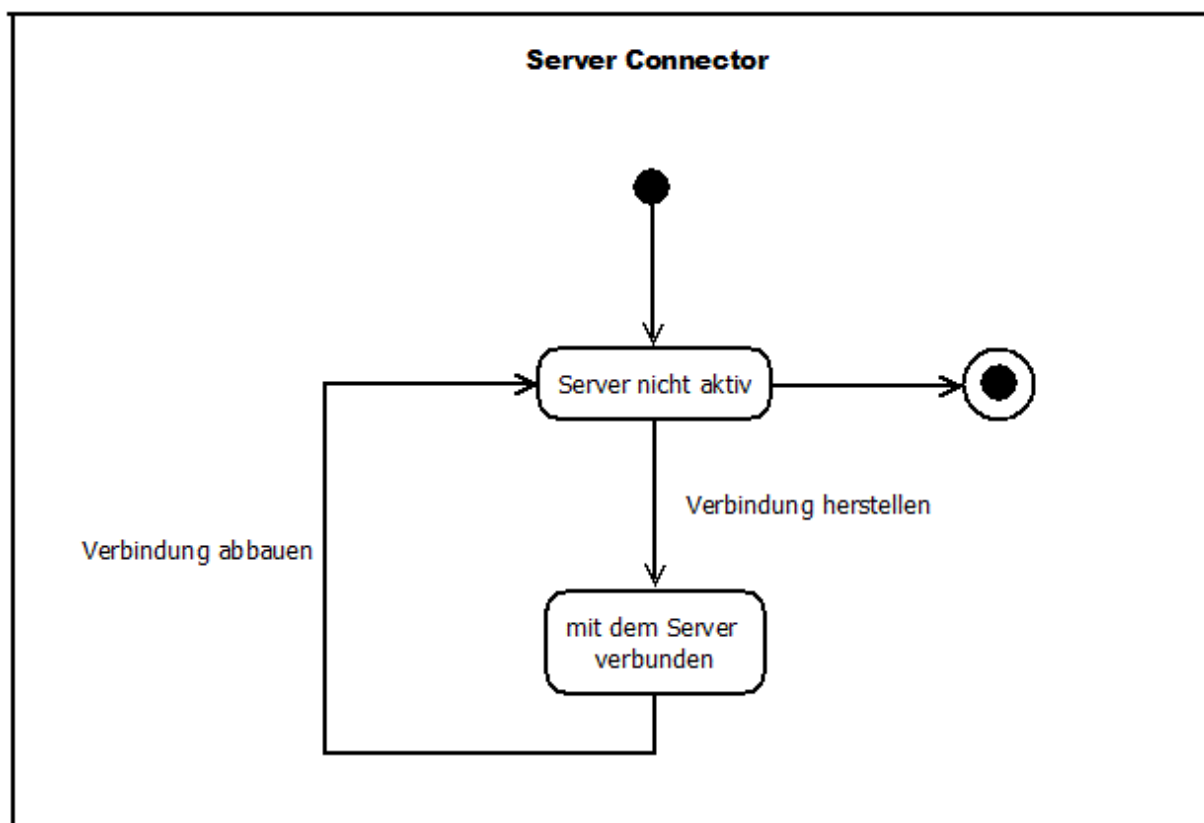 Server Connector
Server nicht aktiv
Verbindung herstellen
Verbindung abbauen
mit dem Server
verbunden